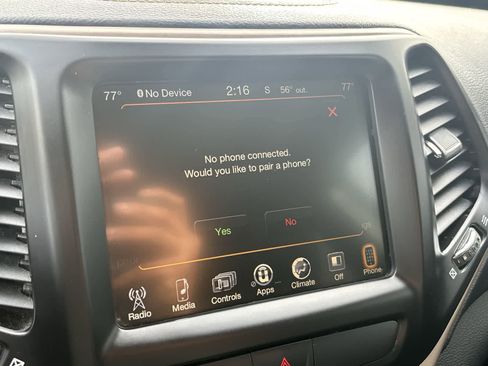 77° No Device 2:16 S 56° out. 77°
No phone connected.
Would you like to pair a phone?
Yes No
Radio Media Controls Apps Climate Off Phone